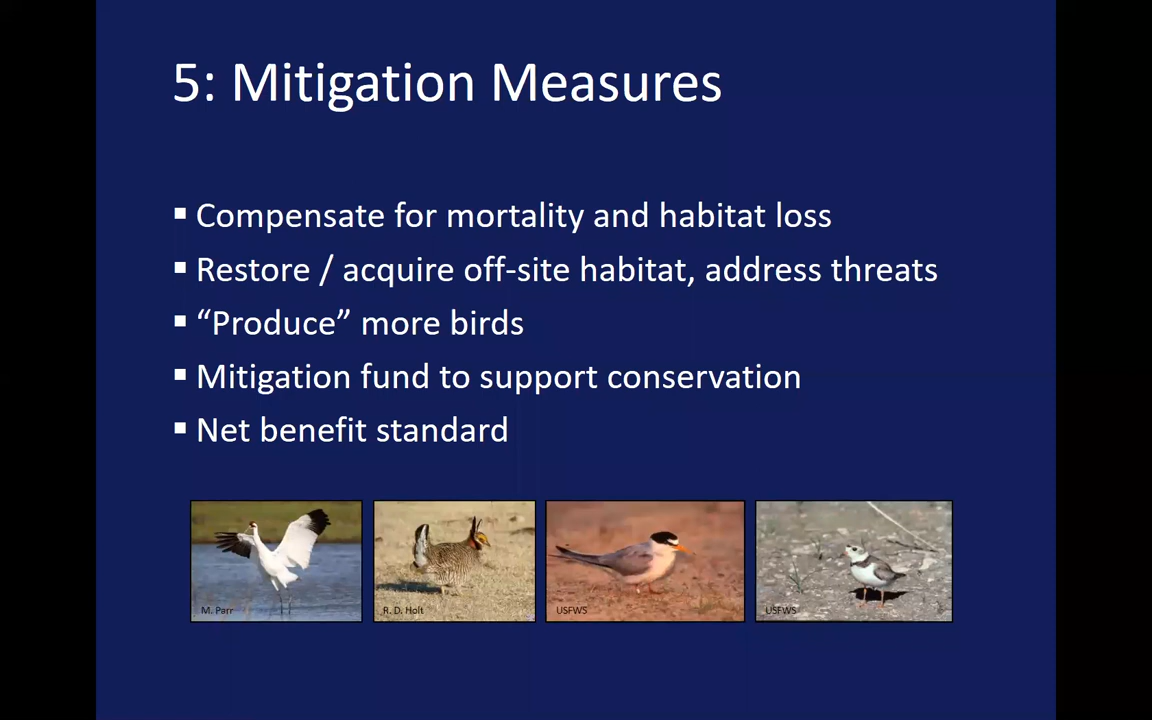 5: Mitigation Measures
▪ Compensate for mortality and habitat loss
▪ Restore / acquire off-site habitat, address threats
▪ “Produce” more birds
▪ Mitigation fund to support conservation
▪ Net benefit standard
M. Parr
R. D. Holt
USFWS
USFWS